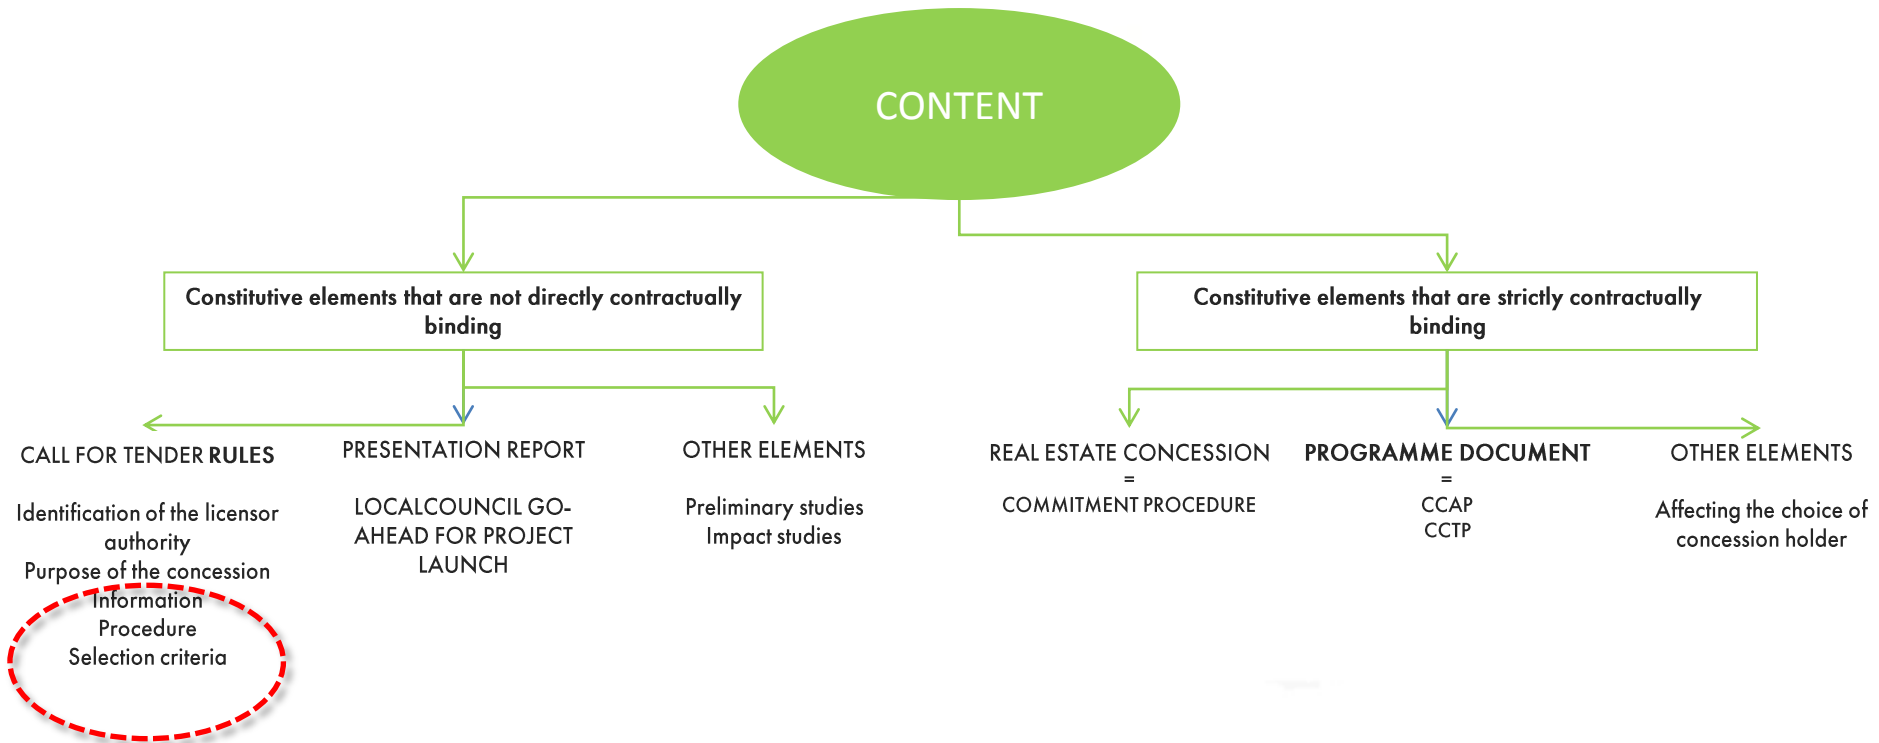 CONTENT
Constitutive elements that are not directly contractually
binding
Constitutive elements that are strictly contractually
binding
CALL FOR TENDER RULES
Identification of the licensor
authority
Purpose of the concession
Information
Procedure
Selection criteria
PRESENTATION REPORT
LOCALCOUNCIL GO-
AHEAD FOR PROJECT
LAUNCH
OTHER ELEMENTS
Preliminary studies
Impact studies
REAL ESTATE CONCESSION
=
COMMITMENT PROCEDURE
PROGRAMME DOCUMENT
=
CCAP
CCTP
OTHER ELEMENTS
Affecting the choice of
concession holder